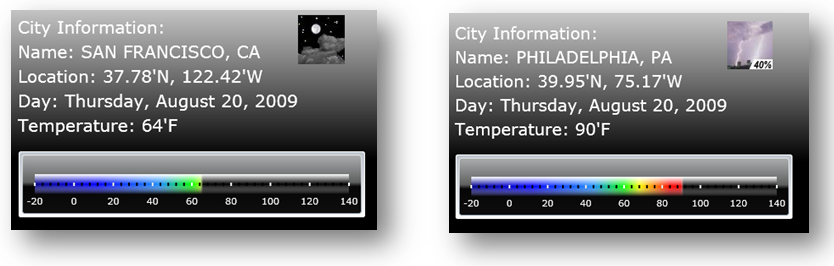 City Information:
Name: SAN FRANCISCO, CA
Location: 37.78'N, 122.42'W
Day: Thursday, August 20, 2009
Temperature: 64'F
-20 0 20 40 60 80 100 120 140
City Information:
Name: PHILADELPHIA, PA
40%
Location: 39.95'N, 75.17'W
Day: Thursday, August 20, 2009
Temperature: 90'F
-20 0 20 40 60 80 100 120 140